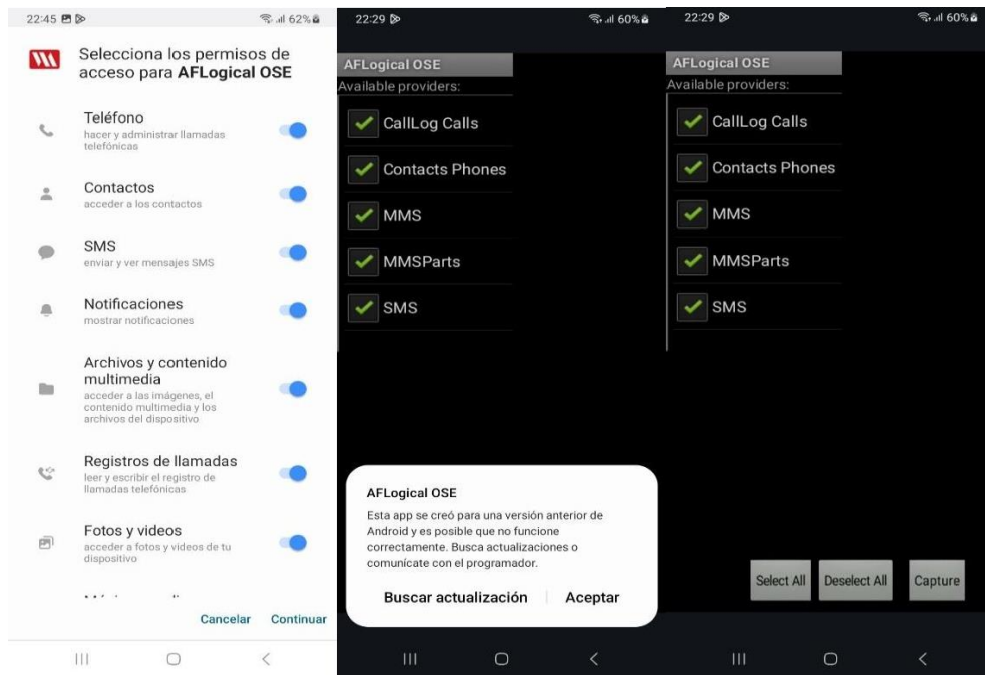 22:45
62%
Selecciona los permisos de
acceso para AFLogical OSE
Teléfono
hacer y administrar llamadas
telefónicas
Contactos
acceder a los contactos
SMS
enviar y ver mensajes SMS
Notificaciones
mostrar notificaciones
Archivos y contenido
multimedia
acceder a las imágenes, el
contenido multimedia y los
archivos del dispositivo
Registros de llamadas
leer y escribir el registro de
llamadas telefónicas
Fotos y videos
acceder a fotos y videos de tu
dispositivo
Cancelar
Continuar
22:29
60%
AFLogical OSE
Available providers:
CallLog Calls
Contacts Phones
MMS
MMSParts
SMS
AFLogical OSE
Esta app se creó para una versión anterior de
Android y es posible que no funcione
correctamente. Busca actualizaciones o
comunícate con el programador.
Buscar actualización
Aceptar
22:29
60%
AFLogical OSE
Available providers:
CallLog Calls
Contacts Phones
MMS
MMSParts
SMS
Select All
Deselect All
Capture